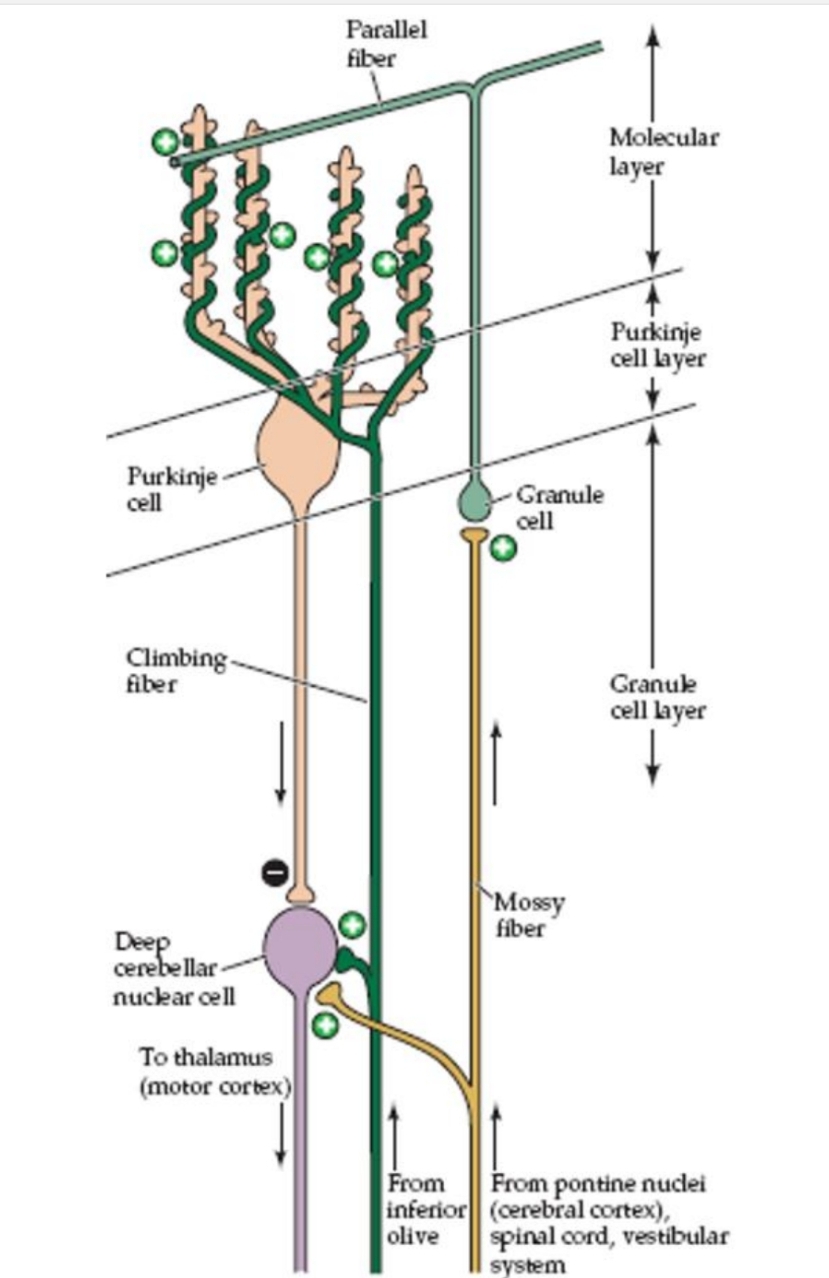 Parallel
fiber
Molecular
layer
Purkinje
cell layer
Purkinje
cell
Granule
cell
Climbing
fiber
Granule
cell layer
Mossy
fiber
Deep
cerebellar
nuclear cell
To thalamus
(motor cortex)
From
inferior
olive
From pontine nuclei
(cerebral cortex),
spinal cord, vestibular
system